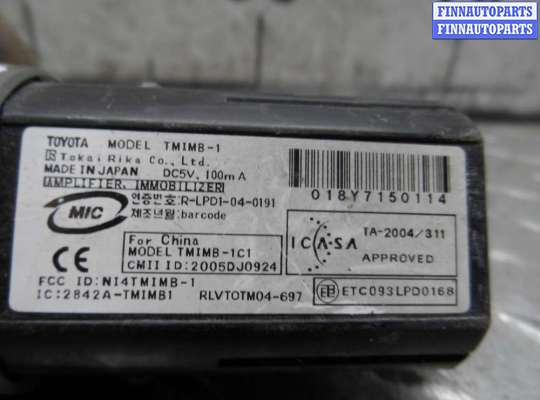 FINNAUTOPARTS
FINNAUTOPARTS
TOYOTA MODEL TMIMB-1
Tokai Rika Co., Ltd.
MADE IN JAPAN DC5V, 100mA
AMPLIFIER, IMMOBILIZER
MIC
인증번호:R-LPD1-04-0191
제조년월:barcode
For China
MODEL TMIMB-1C1
CMII ID:2005DJ0924
CE
FCC ID:NI4TMIMB-1
IC:2842A-TMIMB1 RLVTOTM04-697
018Y7150114
ICASA
TA-2004/311
APPROVED
ETC093LPD0168